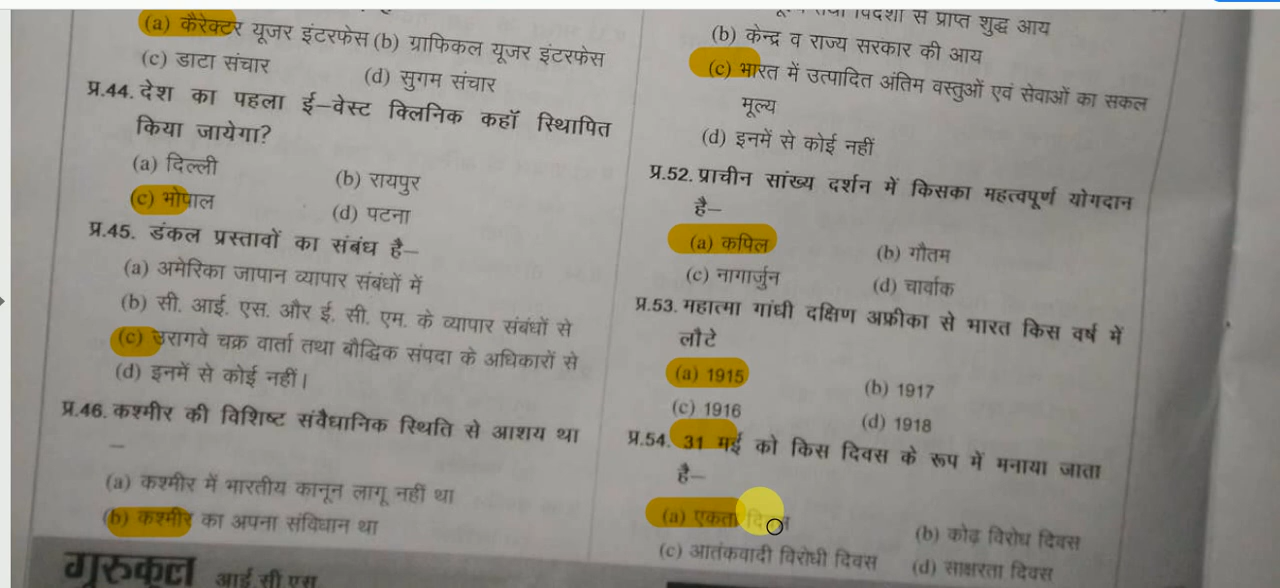 (a) कैरेक्टर यूजर इंटरफेस (b) ग्राफिकल यूजर इंटरफेस
(c) डाटा संचार (d) सुगम संचार
प्र.44. देश का पहला ई-वेस्ट क्लिनिक कहाँ स्थापित
किया जायेगा?
(a) दिल्ली (b) रायपुर
(c) भोपाल (d) पटना
प्र.45. डंकल प्रस्तावों का संबंध है–
(a) अमेरिका जापान व्यापार संबंधों में
(b) सी. आई. एस. और ई. सी. एम. के व्यापार संबंधों से
(c) उरागवे चक्र वार्ता तथा बौद्धिक संपदा के अधिकारों से
(d) इनमें से कोई नहीं।
प्र.46. कश्मीर की विशिष्ट संवैधानिक स्थिति से आशय था
–
(a) कश्मीर में भारतीय कानून लागू नहीं था
(b) कश्मीर का अपना संविधान था
गुरुकुल आई सी एस
तथा विदेशों से प्राप्त शुद्ध आय
(b) केन्द्र व राज्य सरकार की आय
(c) भारत में उत्पादित अंतिम वस्तुओं एवं सेवाओं का सकल
मूल्य
(d) इनमें से कोई नहीं
प्र.52. प्राचीन सांख्य दर्शन में किसका महत्वपूर्ण योगदान
है–
(a) कपिल (b) गौतम
(c) नागार्जुन (d) चार्वाक
प्र.53. महात्मा गांधी दक्षिण अफ्रीका से भारत किस वर्ष में
लौटे
(a) 1915 (b) 1917
(c) 1916 (d) 1918
प्र.54. 31 मई को किस दिवस के रूप में मनाया जाता
है–
(a) एकता (b) कोढ़ विरोध दिवस
(c) आतंकवादी विरोधी दिवस (d) साक्षरता दिवस